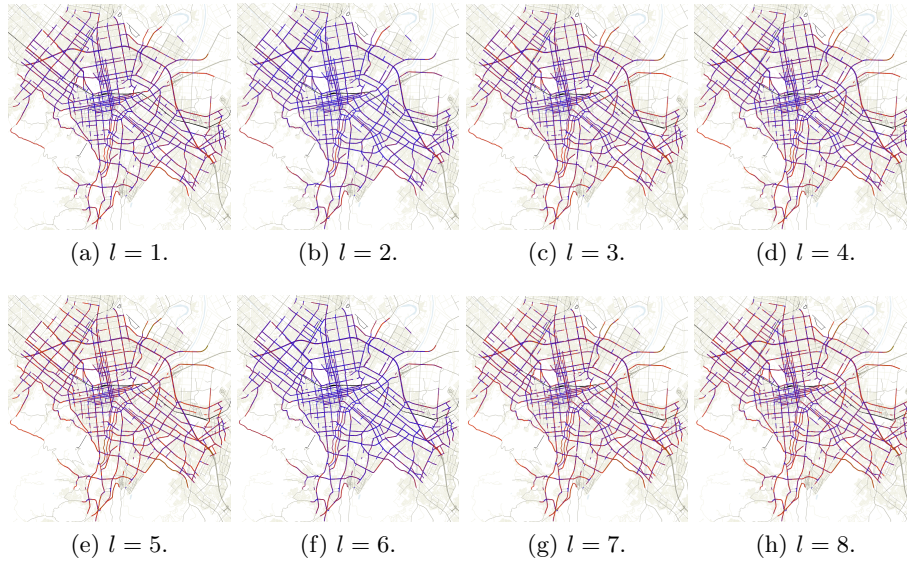 (a) l = 1.
(b) l = 2.
(c) l = 3.
(d) l = 4.
(e) l = 5.
(f) l = 6.
(g) l = 7.
(h) l = 8.